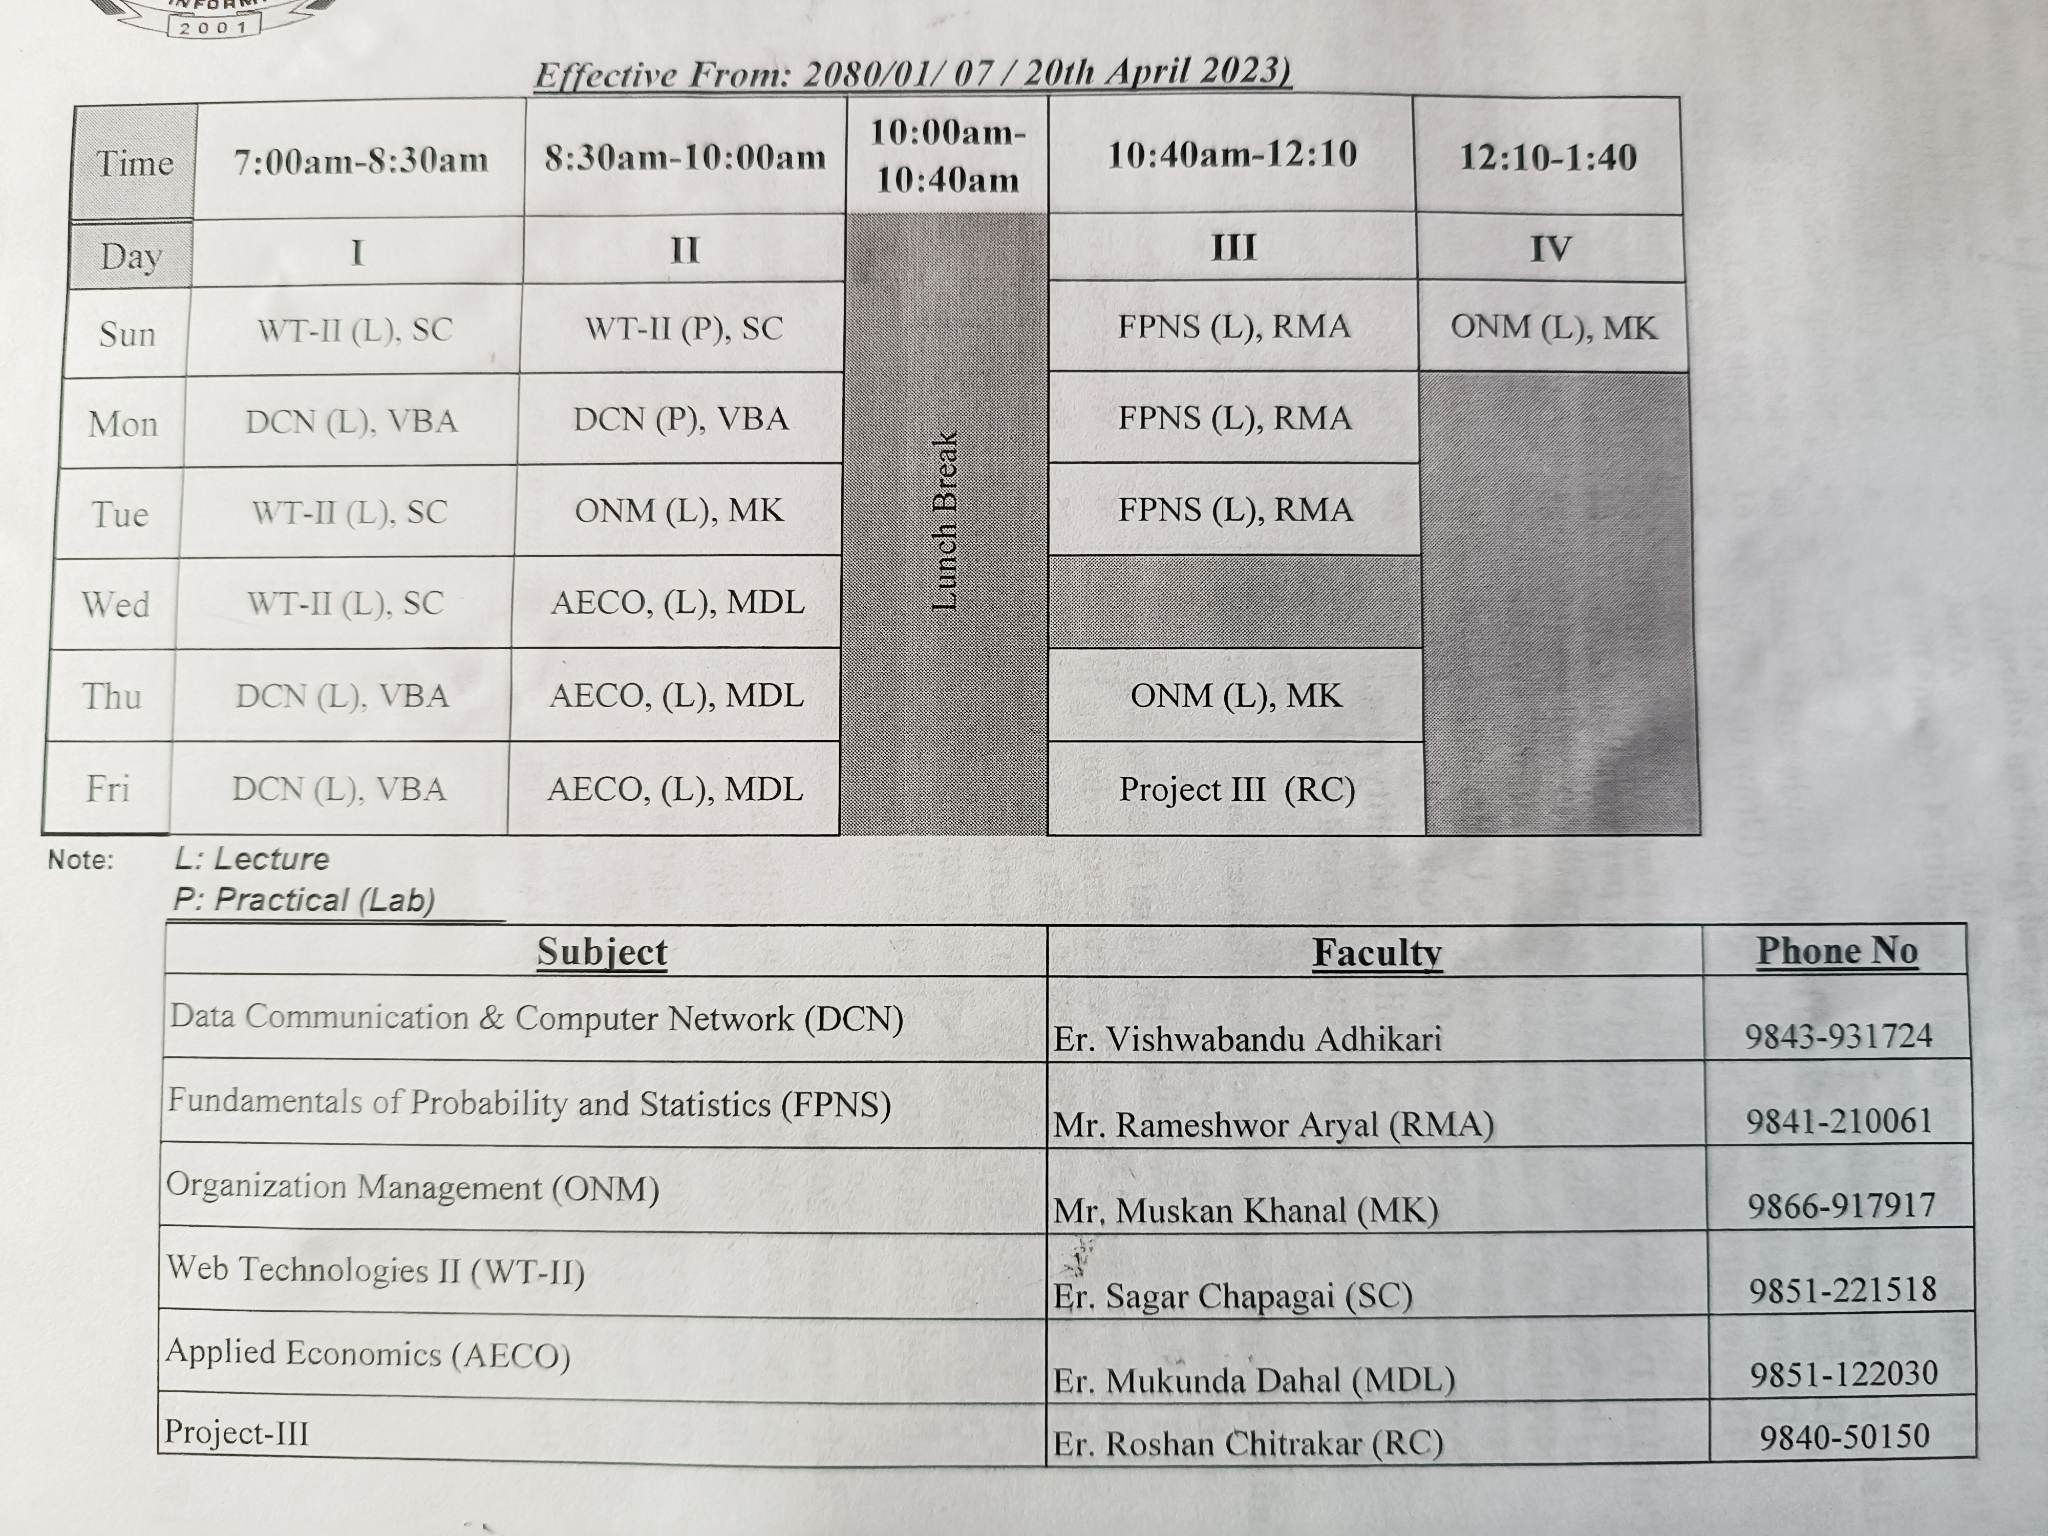 INFORM
2001
Effective From: 2080/01/ 07 / 20th April 2023)
Time 7:00am-8:30am 8:30am-10:00am 10:00am-10:40am 10:40am-12:10 12:10-1:40
Day I II III IV
Sun WT-II (L), SC WT-II (P), SC FPNS (L), RMA ONM (L), MK
Mon DCN (L), VBA DCN (P), VBA FPNS (L), RMA
Tue WT-II (L), SC ONM (L), MK FPNS (L), RMA
Wed WT-II (L), SC AECO, (L), MDL
Thu DCN (L), VBA AECO, (L), MDL ONM (L), MK
Fri DCN (L), VBA AECO, (L), MDL Project III (RC)
Lunch Break
Note: L: Lecture
P: Practical (Lab)
Subject Faculty Phone No
Data Communication & Computer Network (DCN) Er. Vishwabandu Adhikari 9843-931724
Fundamentals of Probability and Statistics (FPNS) Mr. Rameshwor Aryal (RMA) 9841-210061
Organization Management (ONM) Mr, Muskan Khanal (MK) 9866-917917
Web Technologies II (WT-II) Er. Sagar Chapagai (SC) 9851-221518
Applied Economics (AECO) Er. Mukunda Dahal (MDL) 9851-122030
Project-III Er. Roshan Chitrakar (RC) 9840-50150